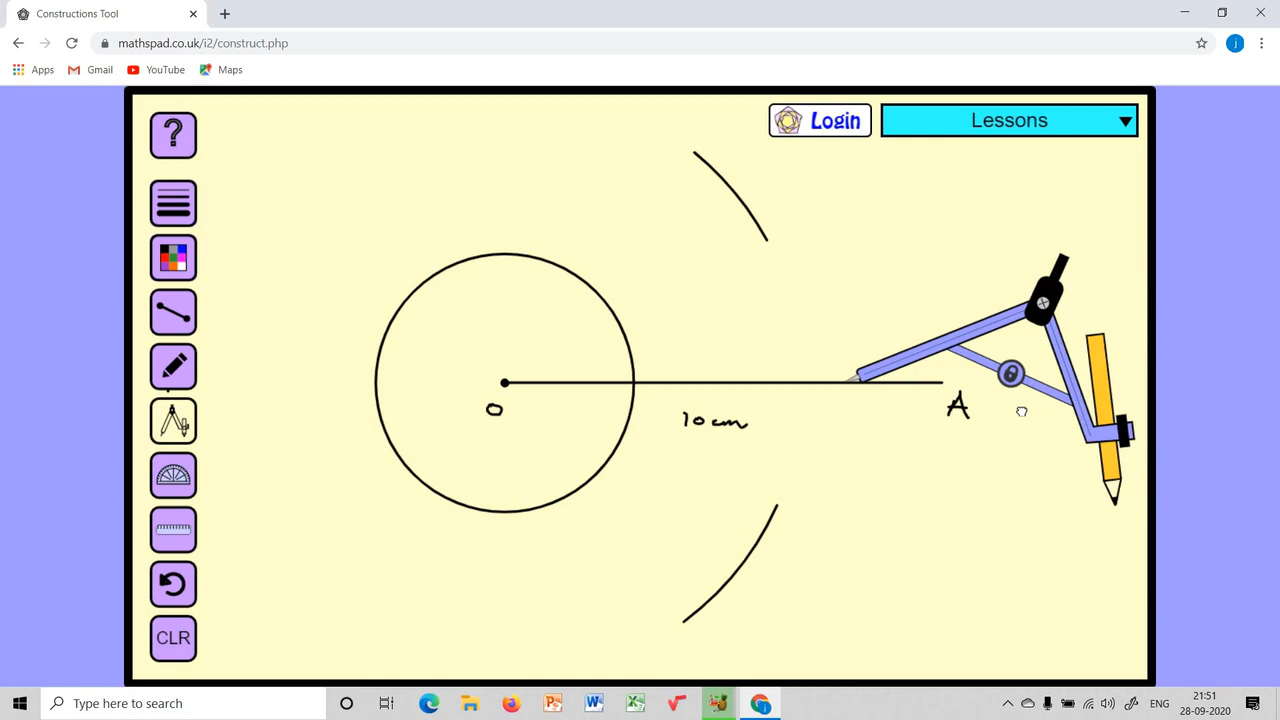 Constructions Tool
mathspad.co.uk/i2/construct.php
j
Apps
Gmail
YouTube
Maps
?
Login
Lessons
O
10 cm
A
CLR
Type here to search
ENG
21:51
28-09-2020